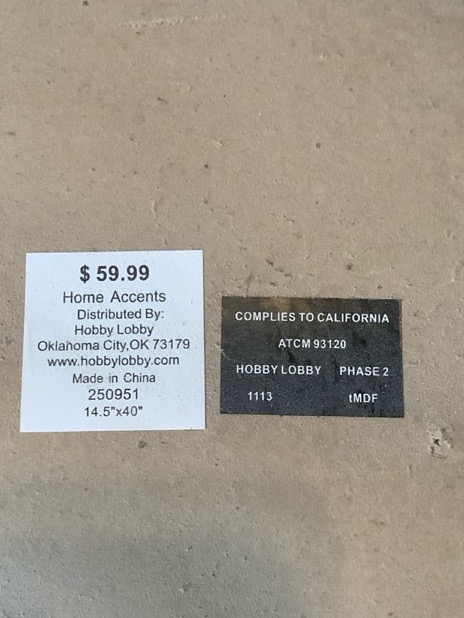 $ 59.99
Home Accents
Distributed By:
Hobby Lobby
Oklahoma City,OK 73179
www.hobbylobby.com
Made in China
250951
14.5"x40"
COMPLIES TO CALIFORNIA
ATCM 93120
HOBBY LOBBY PHASE 2
1113 tMDF